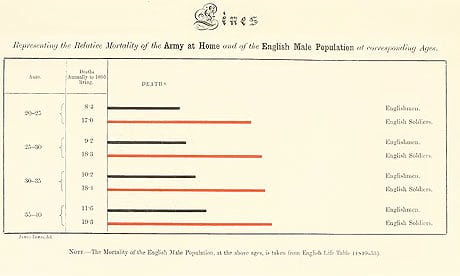 Lines
Representing the Relative Mortality of the Army at Home and of the English Male Population at corresponding Ages.
Ages.
Deaths
Annually to 1000
living.
DEATHS
20-25
8·4 Englishmen.
17·0 English Soldiers.
25-30
9·2 Englishmen.
18·3 English Soldiers.
30-35
10·2 Englishmen.
18·4 English Soldiers.
35-40
11·6 Englishmen.
19·3 English Soldiers.
NOTE.—The Mortality of the English Male Population, at the above ages, is taken from English Life Table